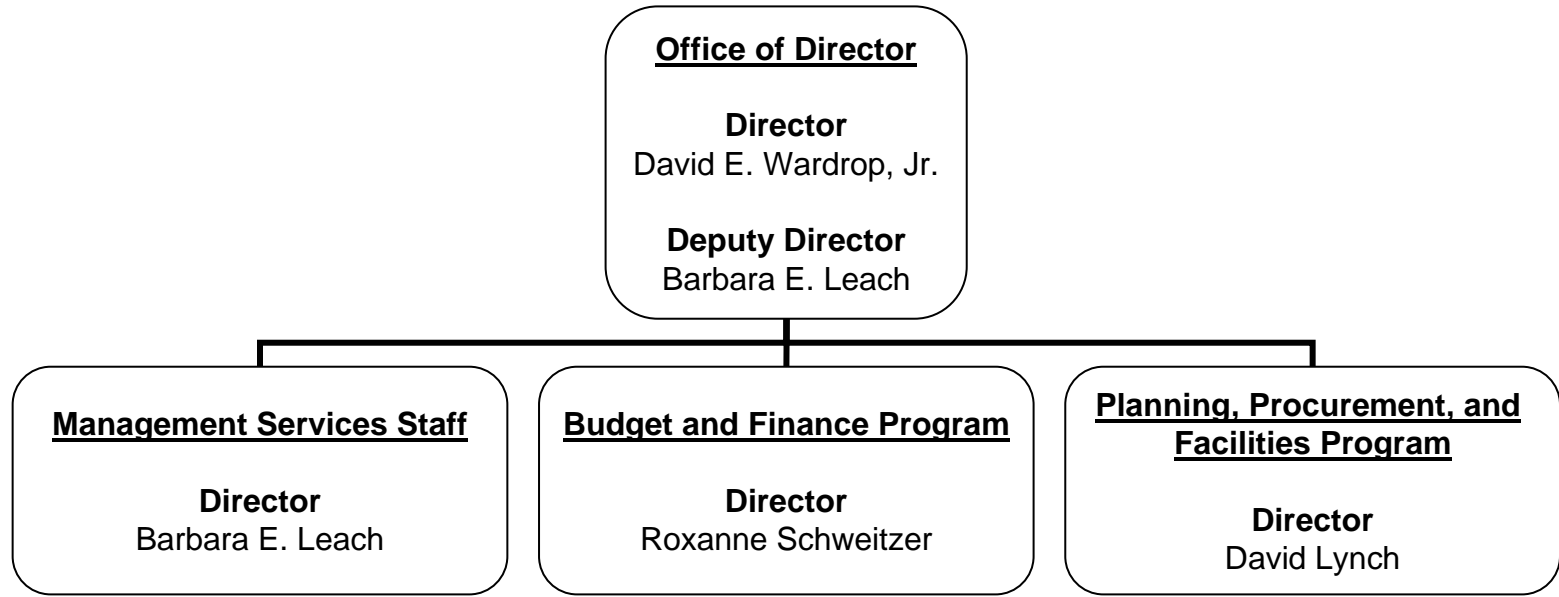 Office of Director
Director
David E. Wardrop, Jr.
Deputy Director
Barbara E. Leach
Management Services Staff
Director
Barbara E. Leach
Budget and Finance Program
Director
Roxanne Schweitzer
Planning, Procurement, and
Facilities Program
Director
David Lynch